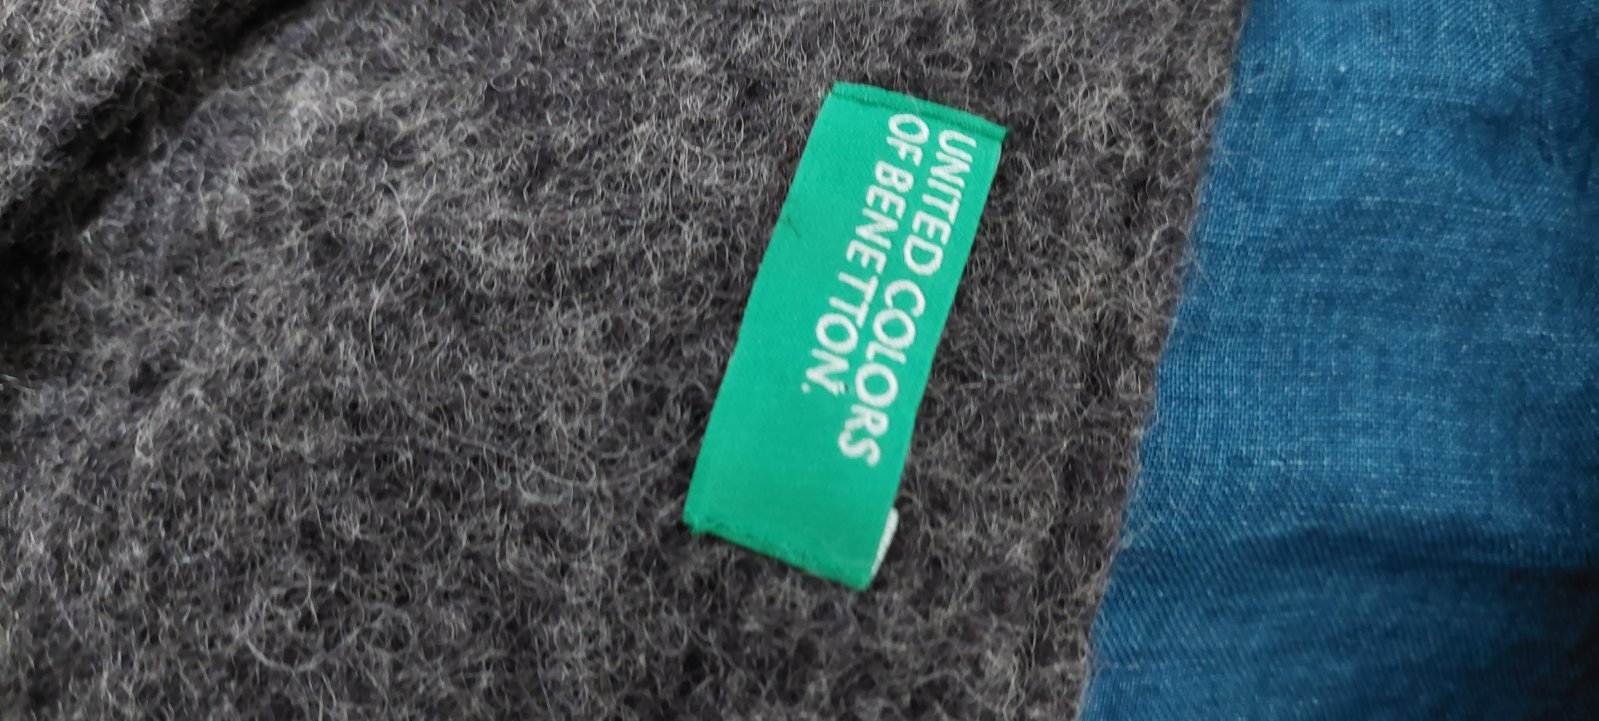 UNITED COLORS
OF BENETTON.